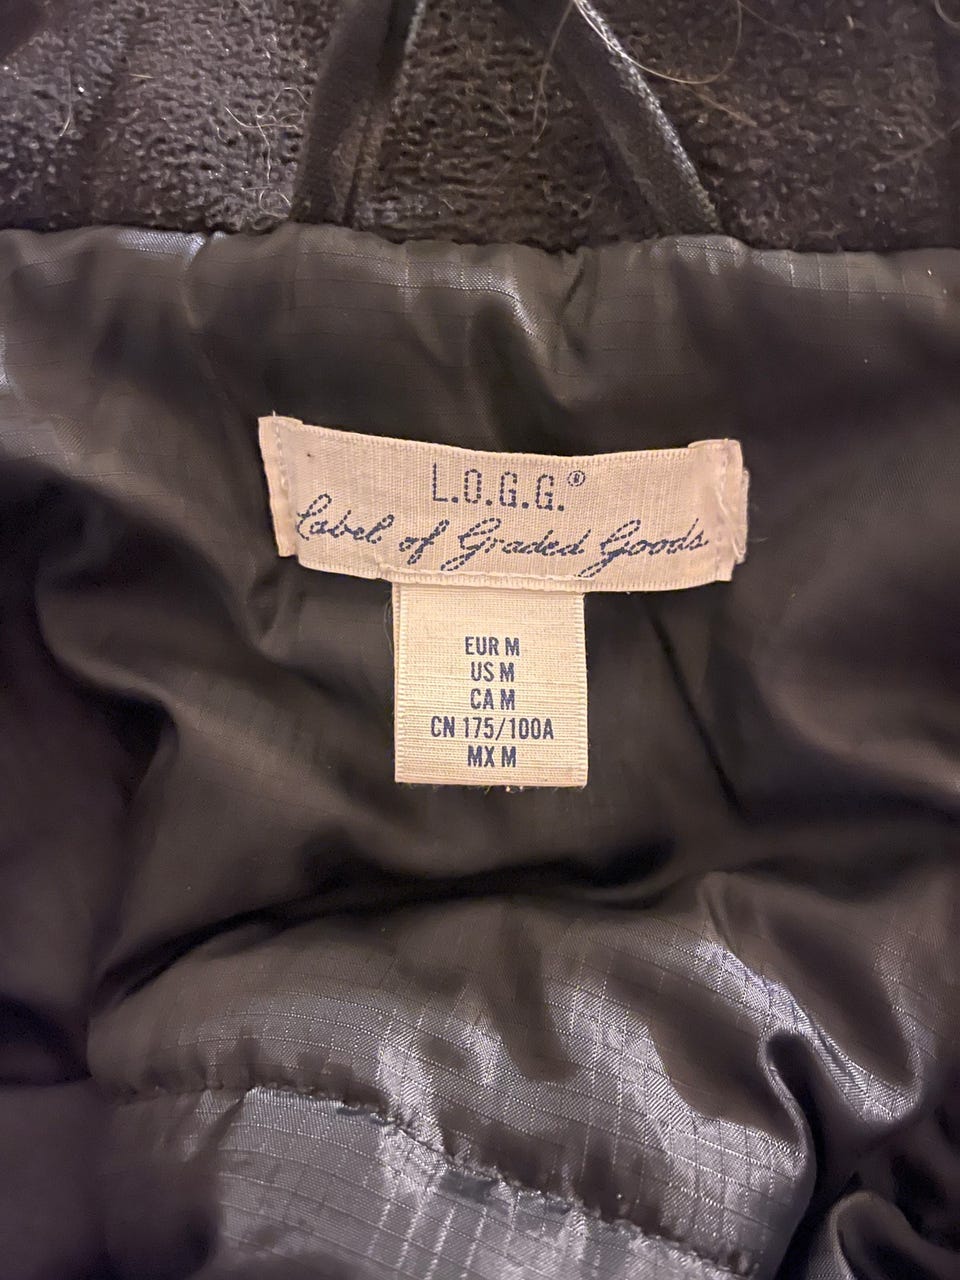 L.O.G.G.®
Label of Graded Goods
EUR M
US M
CA M
CN 175/100A
MX M